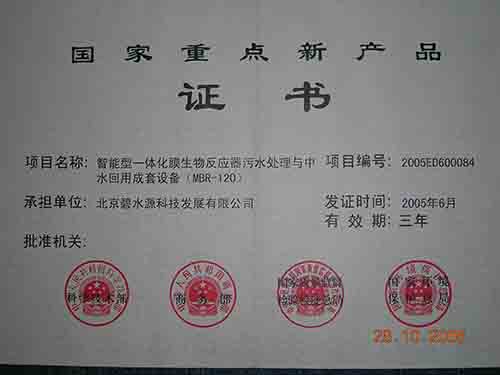 国家重点新产品
证书
项目名称: 智能型一体化膜生物反应器污水处理与中水回用成套设备（MBR-120）
项目编号: 2005ED600084
承担单位: 北京碧水源科技发展有限公司
发证时间: 2005年6月
有效期: 三年
批准机关:
科学技术部
商务部